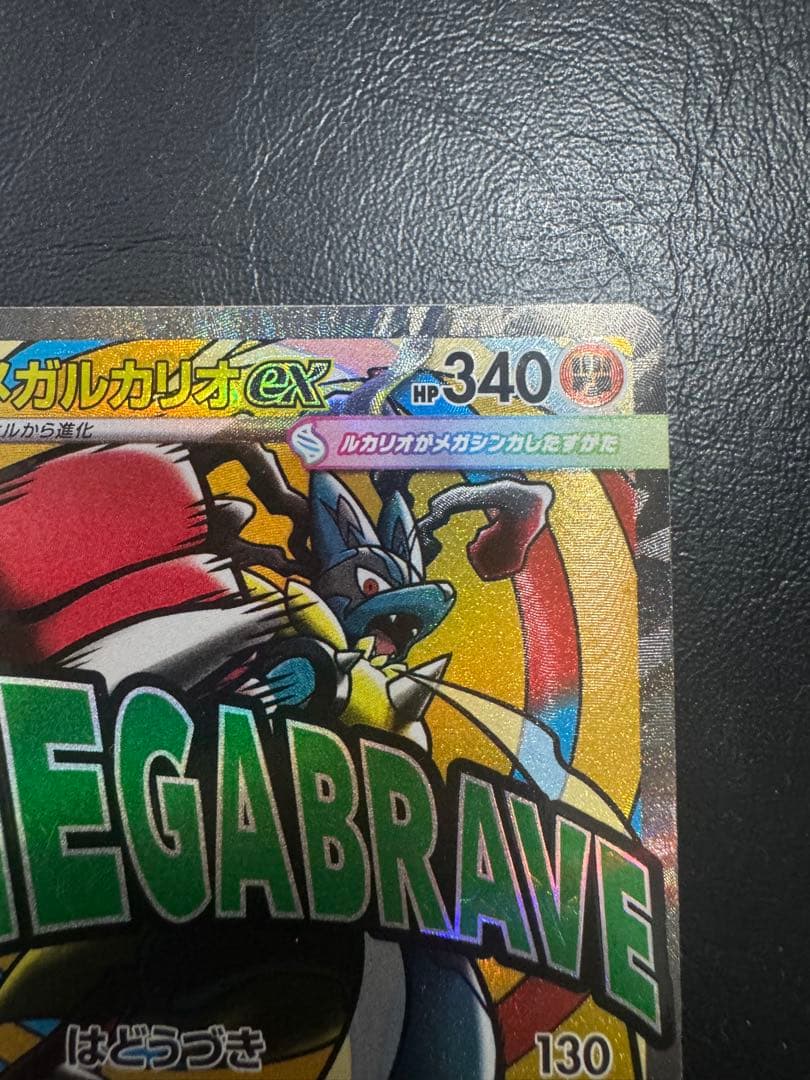 メガルカリオex HP340
ルから進化
ルカリオがメガシンカしたすがた
EGABRAVE
はどうづき 130